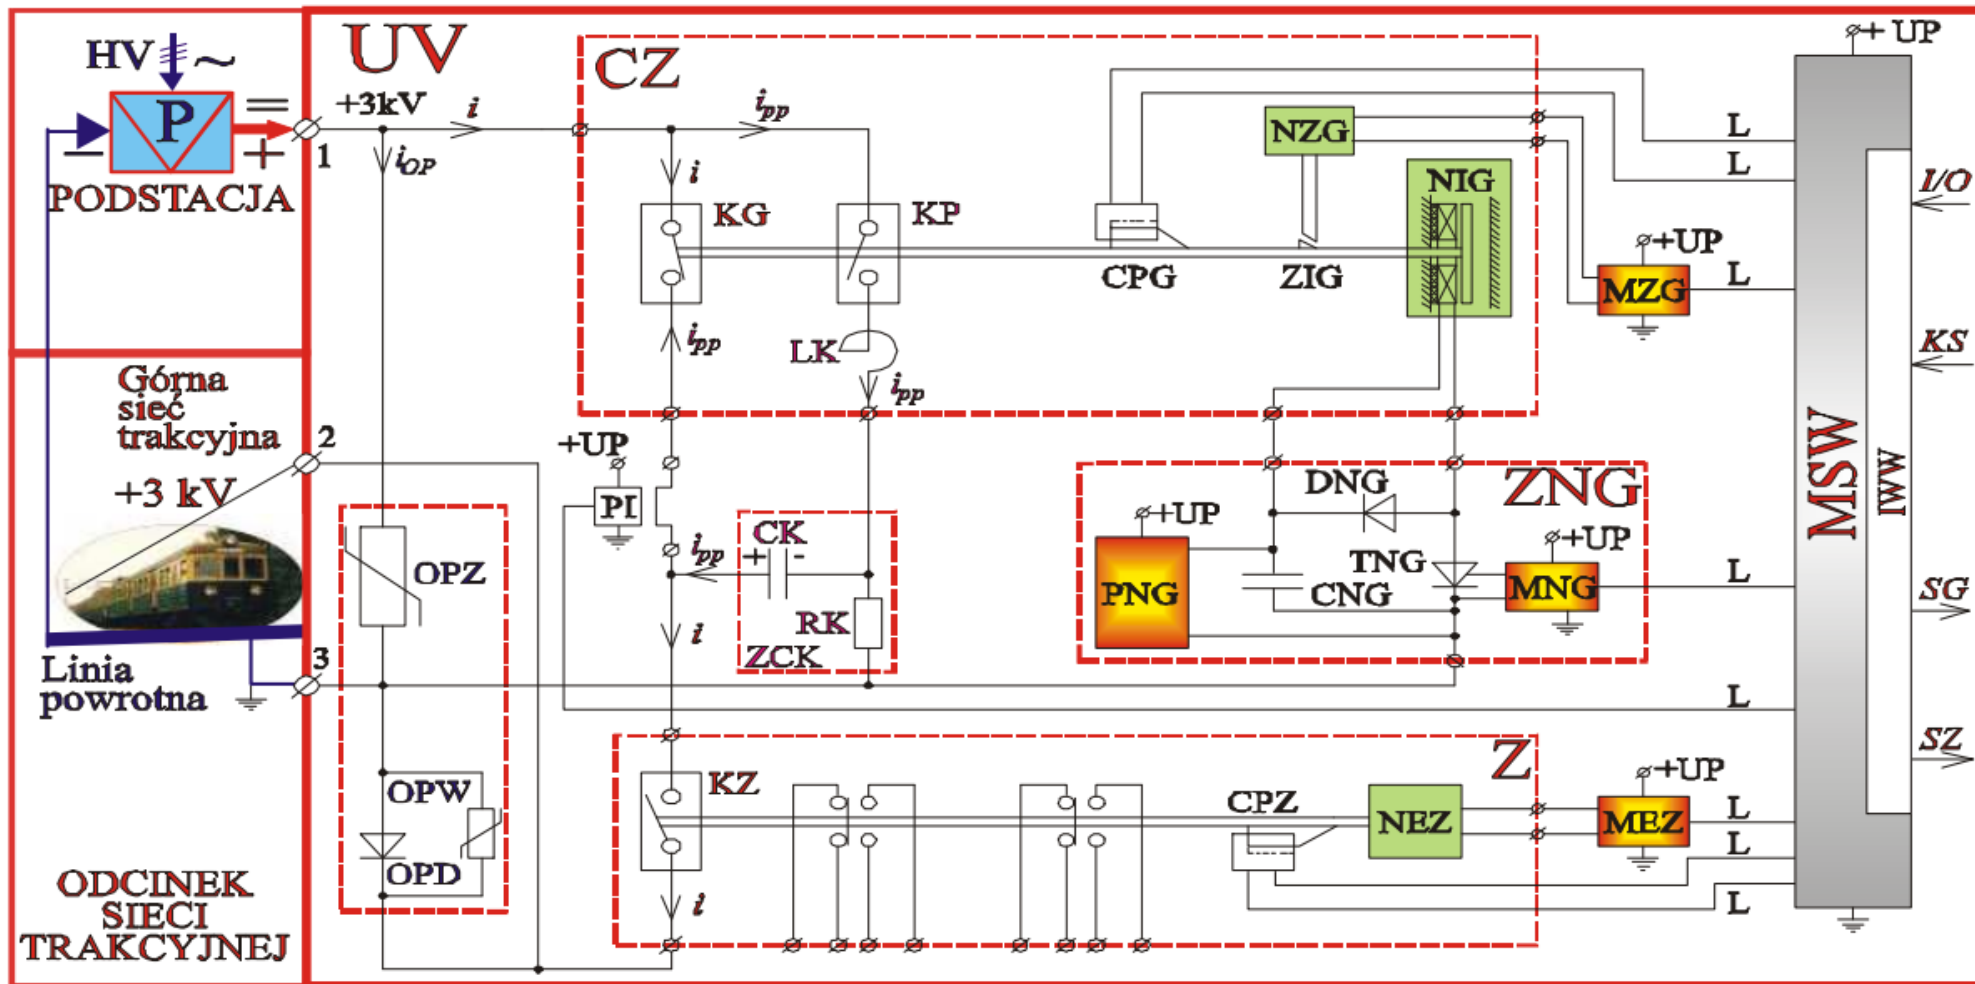 HV
~
P
=
−
+
PODSTACJA
UV
+3kV
1
i
iOP
CZ
ipp
i
KG
KP
ipp
LK
ipp
CPG
NZG
ZIG
NIG
L
L
+UP
MZG
L
+ UP
MSW
IWW
I/O
KS
SG
SZ
Górna
sieć
trakcyjna
+3 kV
2
Linia
powrotna
3
ODCINEK
SIECI
TRAKCYJNEJ
OPZ
OPW
OPD
+UP
PI
ipp
CK
+ -
RK
ZCK
i
ZNG
DNG
+UP
PNG
CNG
TNG
+UP
MNG
L
L
Z
KZ
i
CPZ
NEZ
+UP
MEZ
L
L
L